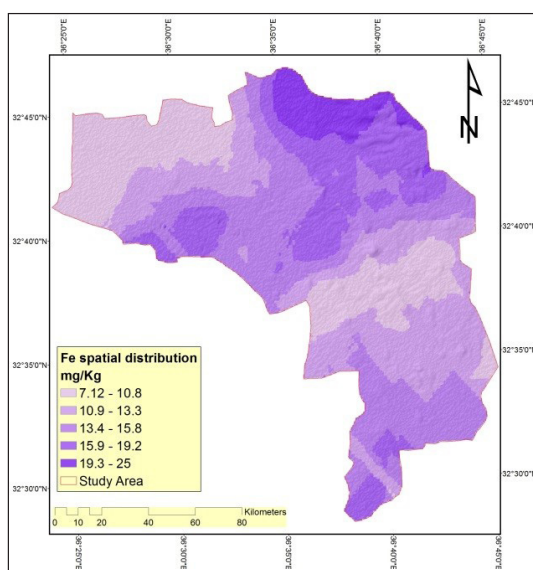 36°25'0"E 36°30'0"E 36°35'0"E 36°40'0"E 36°45'0"E
32°45'0"N 32°45'0"N
N
32°40'0"N 32°40'0"N
32°35'0"N 32°35'0"N
Fe spatial distribution
mg/Kg
7.12 - 10.8
10.9 - 13.3
13.4 - 15.8
15.9 - 19.2
19.3 - 25
Study Area
32°30'0"N 32°30'0"N
Kilometers
0 10 20 40 60 80
36°25'0"E 36°30'0"E 36°35'0"E 36°40'0"E 36°45'0"E